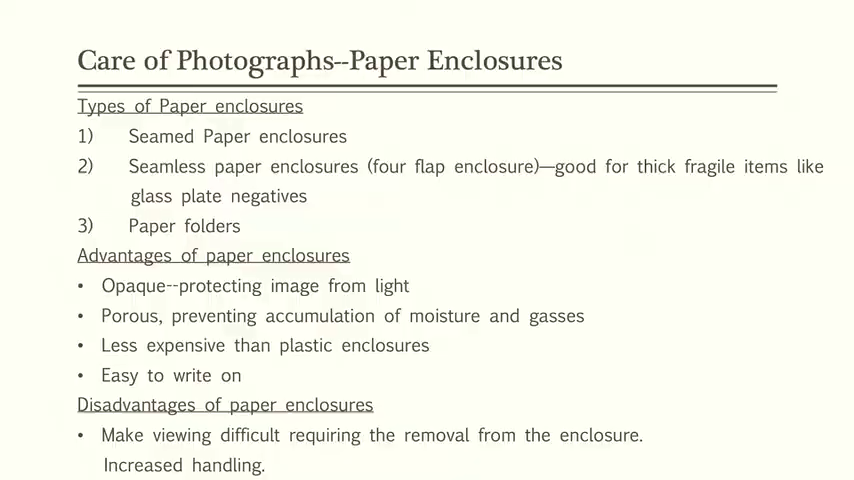 Care of Photographs--Paper Enclosures
Types of Paper enclosures
1) Seamed Paper enclosures
2) Seamless paper enclosures (four flap enclosure)—good for thick fragile items like
glass plate negatives
3) Paper folders
Advantages of paper enclosures
• Opaque--protecting image from light
• Porous, preventing accumulation of moisture and gasses
• Less expensive than plastic enclosures
• Easy to write on
Disadvantages of paper enclosures
• Make viewing difficult requiring the removal from the enclosure.
Increased handling.